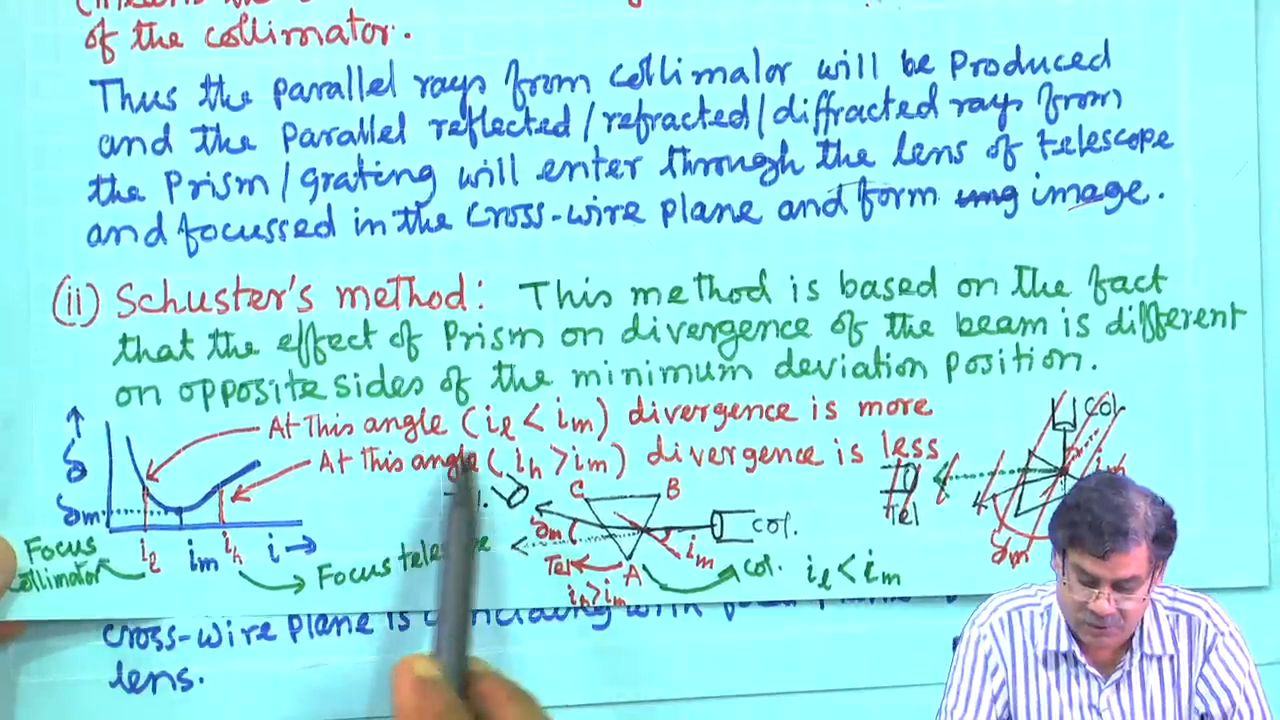 of the collimator.
Thus the parallel rays from collimator will be produced
and the parallel reflected/refracted/diffracted rays from
the Prism/Grating will enter through the lens of telescope
and focussed in the cross-wire plane and form img image.
(ii) Schuster's method: This method is based on the fact
that the effect of Prism on divergence of the beam is different
on opposite sides of the minimum deviation position.
At This angle (il < im) divergence is more
At this angle (ih > im) divergence is less
δ
δm
il im ih i→
Focus
Collimator
Focus
C B
δm
im
Col.
Tel
A
ih > im
Col. il < im
Col.
Tel
δm
cross-wire plane is
lens.